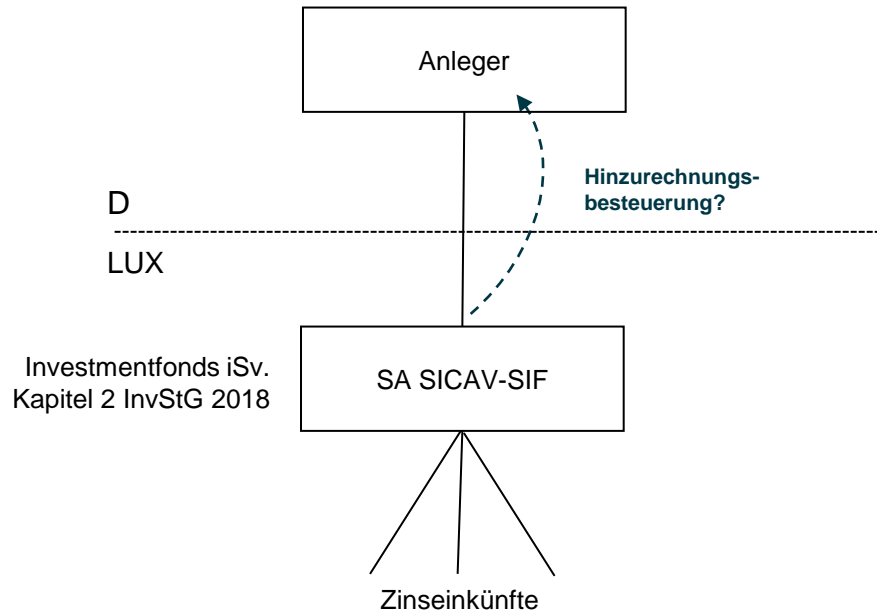 Anleger
Hinzurechnungs-
besteuerung?
D
LUX
Investmentfonds iSv.
Kapitel 2 InvStG 2018
SA SICAV-SIF
Zinseinkünfte